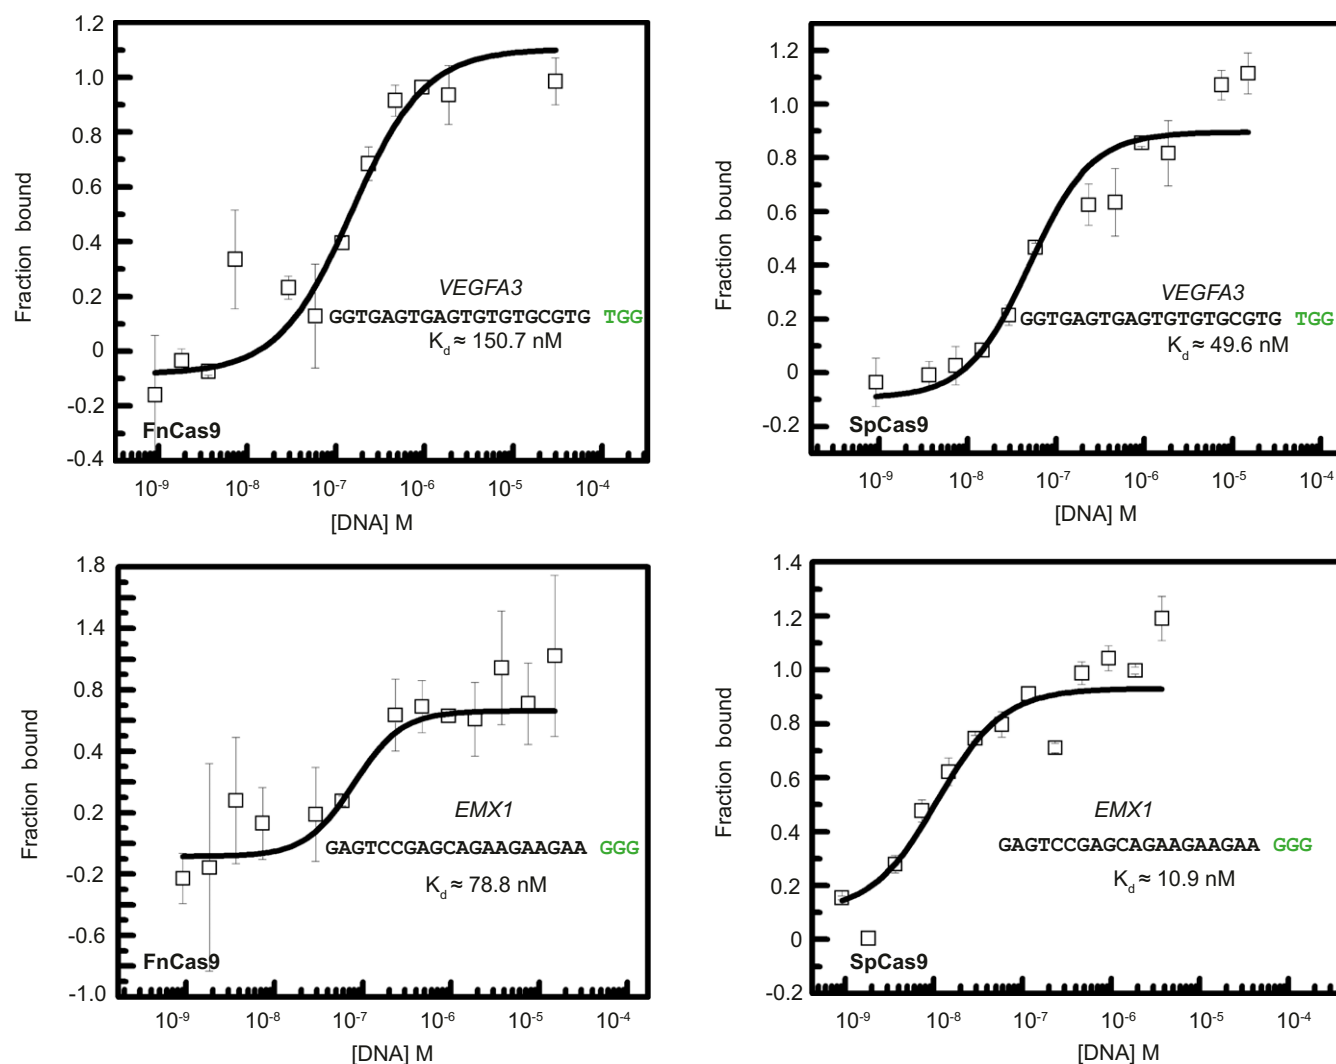 1.2
1.0
0.8
0.6
0.4
0.2
0
-0.2
-0.4
Fraction bound
VEGFA3
GGTGAGTGAGTGTGTGCGTG TGG
Kd ≈ 150.7 nM
FnCas9
10-9 10-8 10-7 10-6 10-5 10-4
[DNA] M
1.2
1.0
0.8
0.6
0.4
0.2
0
-0.2
Fraction bound
VEGFA3
GGTGAGTGAGTGTGTGCGTG TGG
Kd ≈ 49.6 nM
SpCas9
10-9 10-8 10-7 10-6 10-5 10-4
[DNA] M
1.8
1.4
0.8
0.4
0.2
-0.2
-0.6
-1.0
Fraction bound
EMX1
GAGTCCGAGCAGAAGAAGAA GGG
Kd ≈ 78.8 nM
FnCas9
10-9 10-8 10-7 10-6 10-5 10-4
[DNA] M
1.4
1.2
1.0
0.8
0.6
0.4
0.2
0
-0.2
Fraction bound
EMX1
GAGTCCGAGCAGAAGAAGAA GGG
Kd ≈ 10.9 nM
SpCas9
10-9 10-8 10-7 10-6 10-5 10-4
[DNA] M